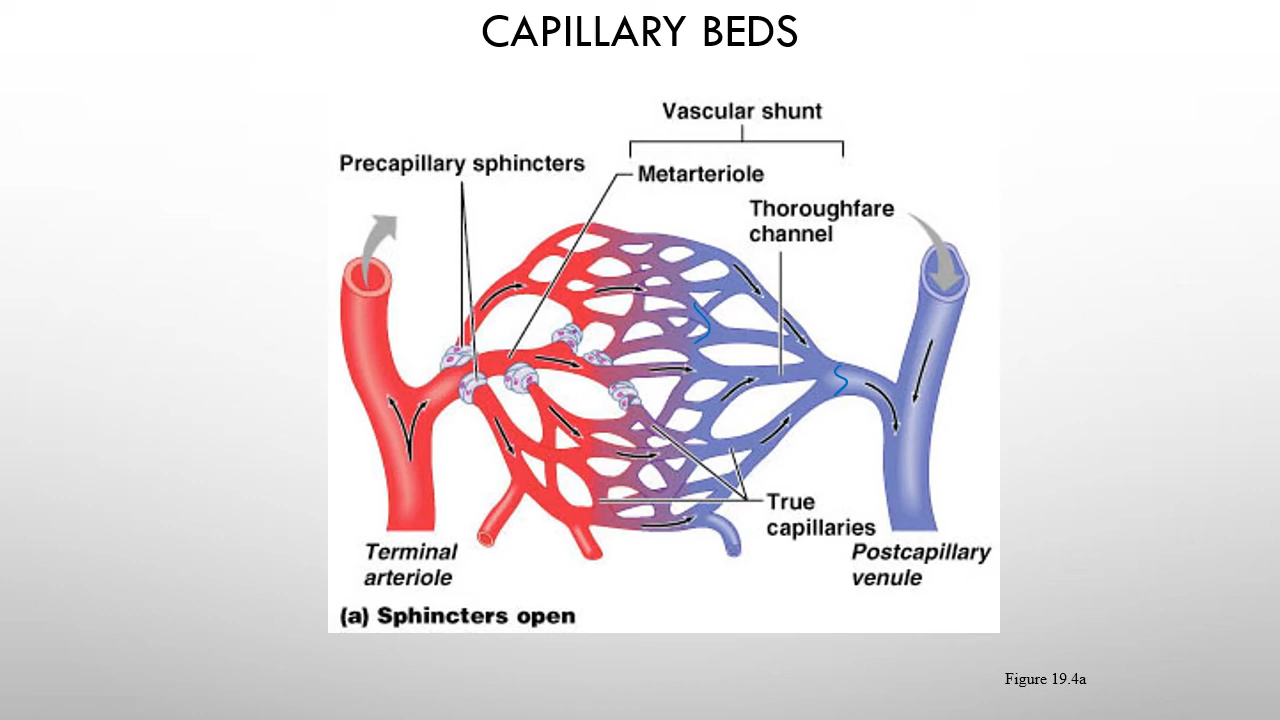 CAPILLARY BEDS
Vascular shunt
Precapillary sphincters
Metarteriole
Thoroughfare
channel
True
capillaries
Terminal
arteriole
Postcapillary
venule
(a) Sphincters open
Figure 19.4a